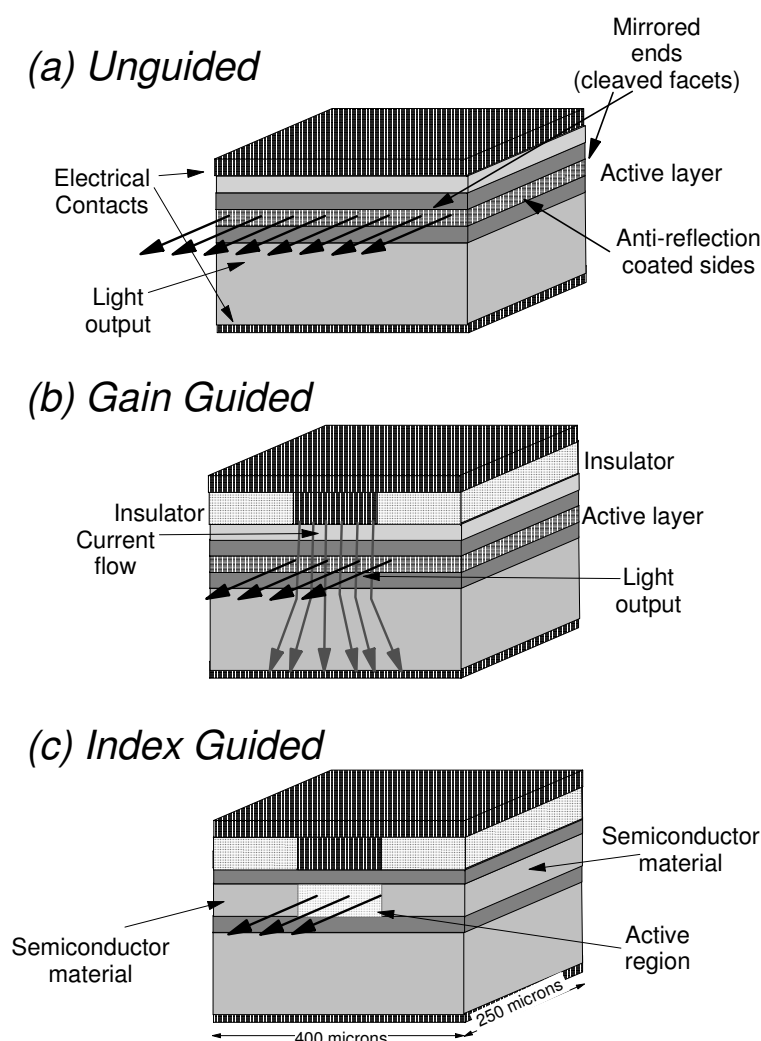 (a) Unguided
Mirrored
ends
(cleaved facets)
Electrical
Contacts
Active layer
Anti-reflection
coated sides
Light
output
(b) Gain Guided
Insulator
Insulator
Current
flow
Active layer
Light
output
(c) Index Guided
Semiconductor
material
Semiconductor
material
Active
region
250 microns
400 microns